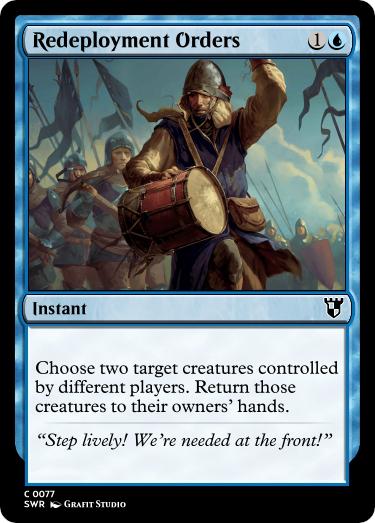 Redeployment Orders 1
Instant
Choose two target creatures controlled
by different players. Return those
creatures to their owners' hands.
“Step lively! We're needed at the front!”
C 0077
SWR Grafit Studio